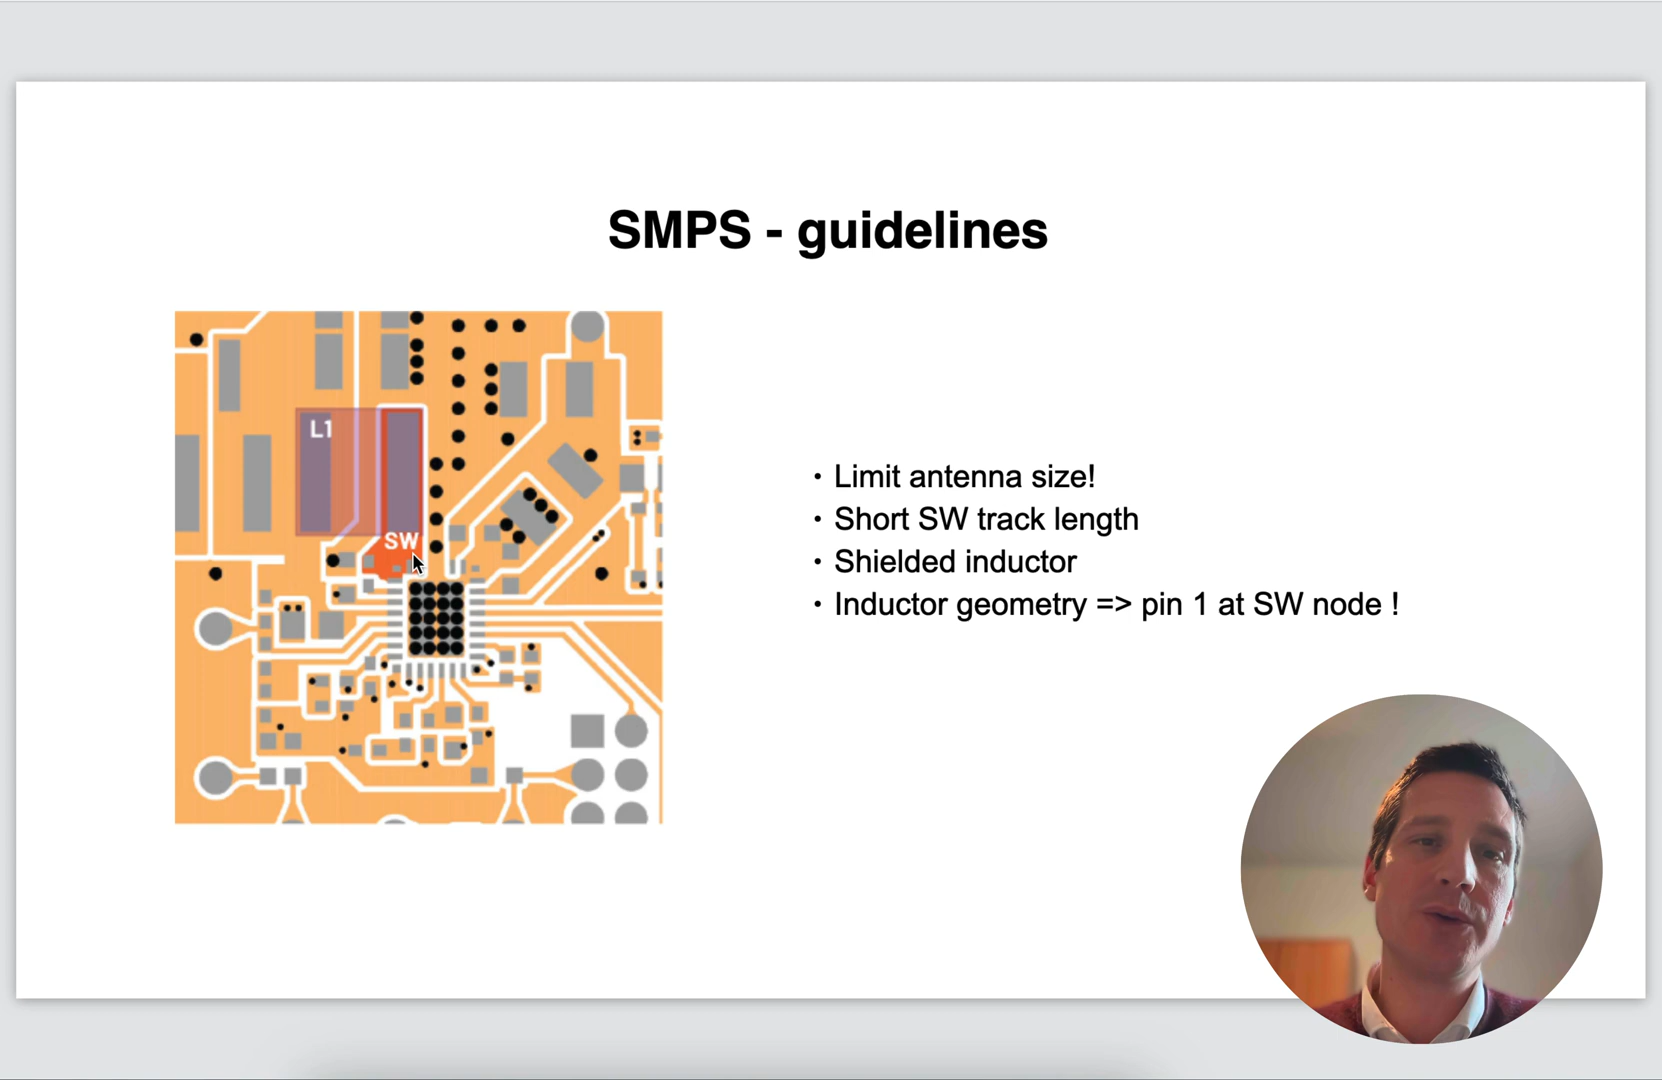 SMPS - guidelines
L1
SW
· Limit antenna size!
· Short SW track length
· Shielded inductor
· Inductor geometry => pin 1 at SW node !